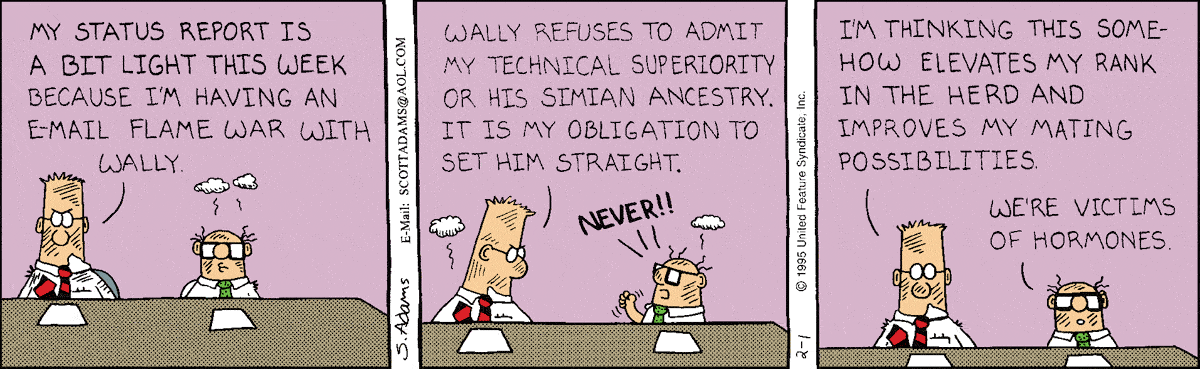 MY STATUS REPORT IS
A BIT LIGHT THIS WEEK
BECAUSE I'M HAVING AN
E-MAIL FLAME WAR WITH
WALLY.
S. Adams E-Mail: SCOTTADAMS@AOL.COM
WALLY REFUSES TO ADMIT
MY TECHNICAL SUPERIORITY
OR HIS SIMIAN ANCESTRY.
IT IS MY OBLIGATION TO
SET HIM STRAIGHT.
NEVER!!
2-1 © 1995 United Feature Syndicate, Inc.
I'M THINKING THIS SOME-
HOW ELEVATES MY RANK
IN THE HERD AND
IMPROVES MY MATING
POSSIBILITIES.
WE'RE VICTIMS
OF HORMONES.